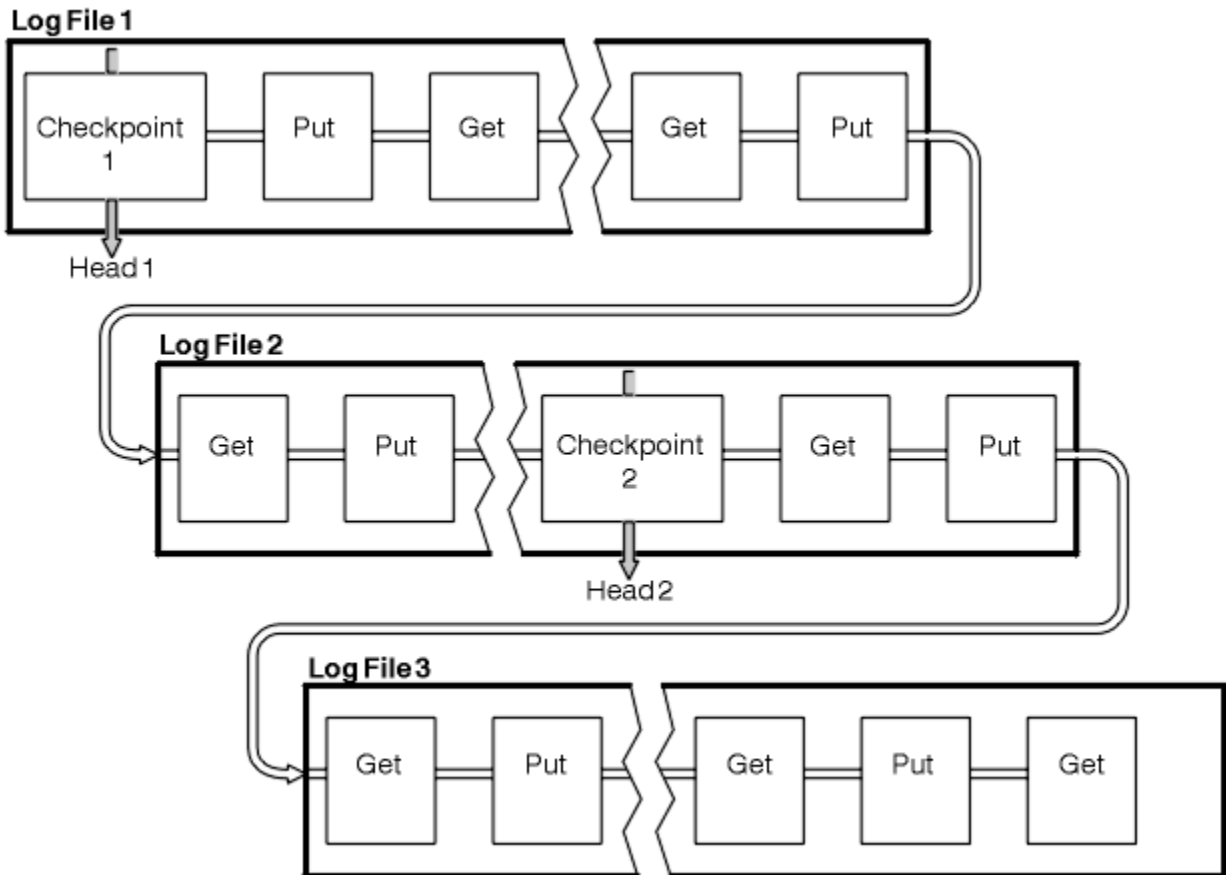 Log File 1
Checkpoint
1
Put
Get
Get
Put
Head 1
Log File 2
Get
Put
Checkpoint
2
Get
Put
Head 2
Log File 3
Get
Put
Get
Put
Get